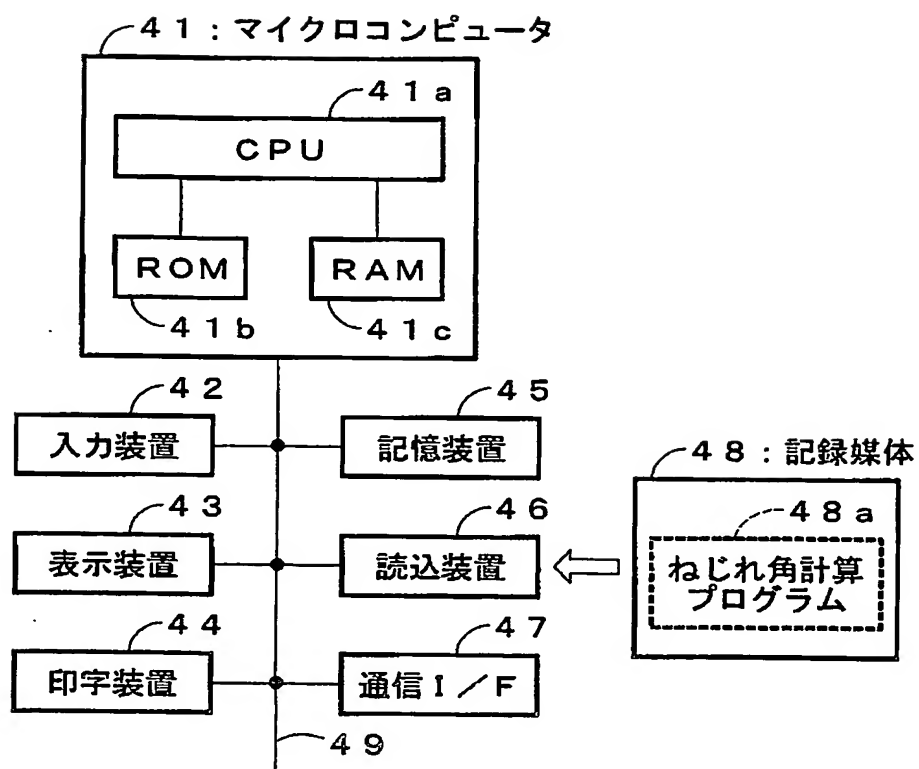 41:マイクロコンピュータ
41a
CPU
ROM
RAM
41b
41c
42
入力装置
45
記憶装置
43
表示装置
46
読込装置
44
印字装置
47
通信I/F
48:記録媒体
48a
ねじれ角計算
プログラム
49